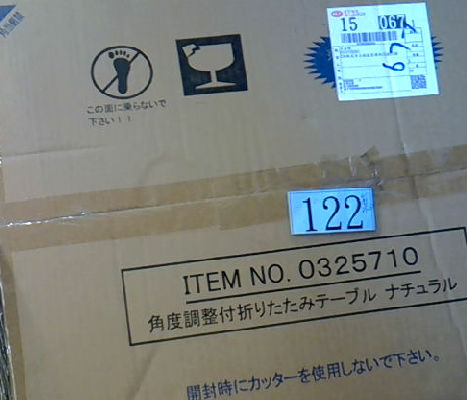 15 067
677
この面に乗らないで
下さい！！
122
ITEM NO. 0325710
角度調整付折りたたみテーブル ナチュラル
開封時にカッターを使用しないで下さい。